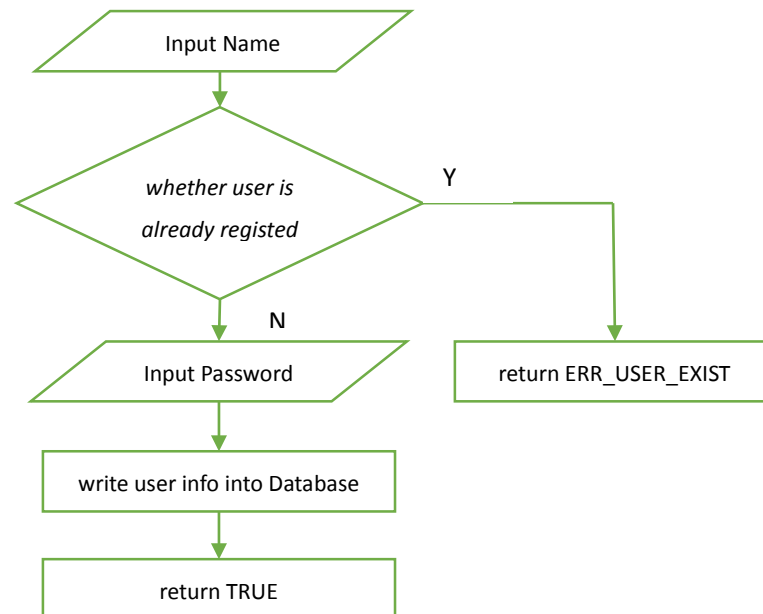 Input Name
whether user is
already registed
Y
N
Input Password
return ERR_USER_EXIST
write user info into Database
return TRUE